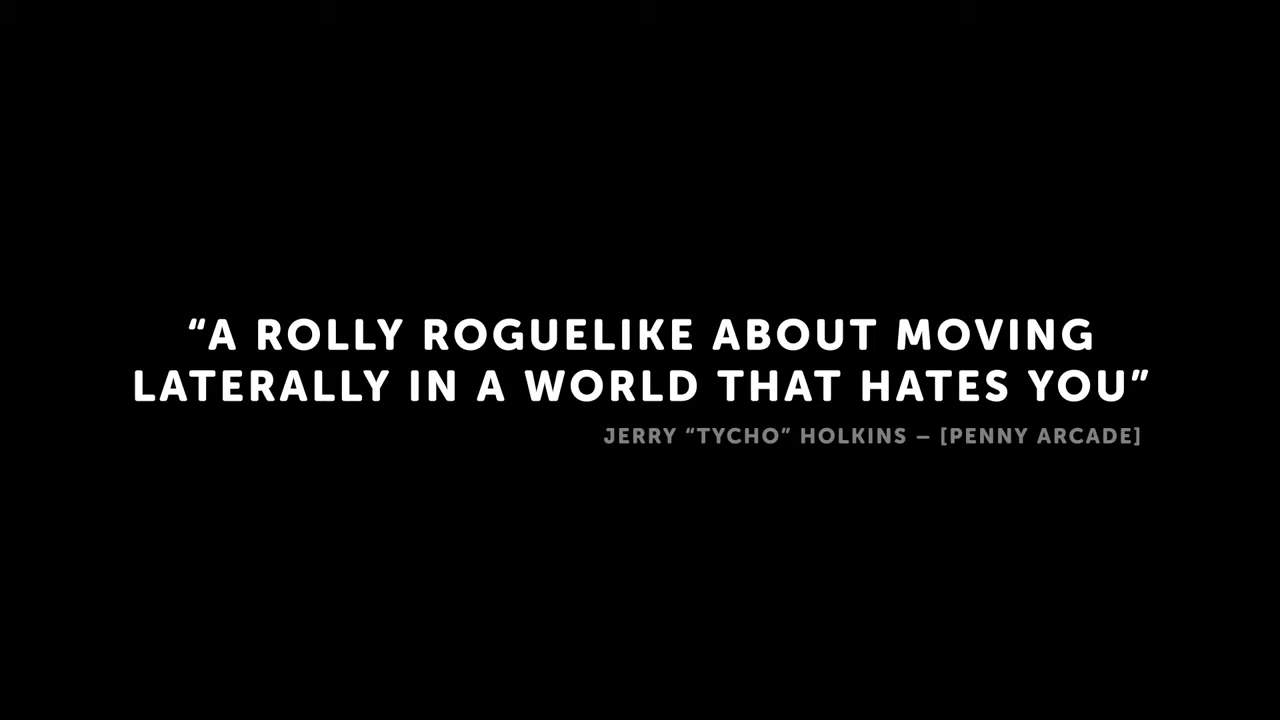 “A ROLLY ROGUELIKE ABOUT MOVING
LATERALLY IN A WORLD THAT HATES YOU”
JERRY “TYCHO” HOLKINS – [PENNY ARCADE]